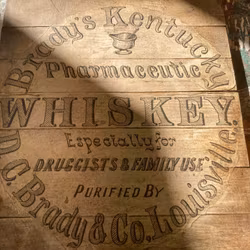 Brady's Kentucky
Pharmaceutic
WHISKEY.
Especially for
DRUGGISTS & FAMILY USE
PURIFIED BY
D. C. Brady & Co. Louisville